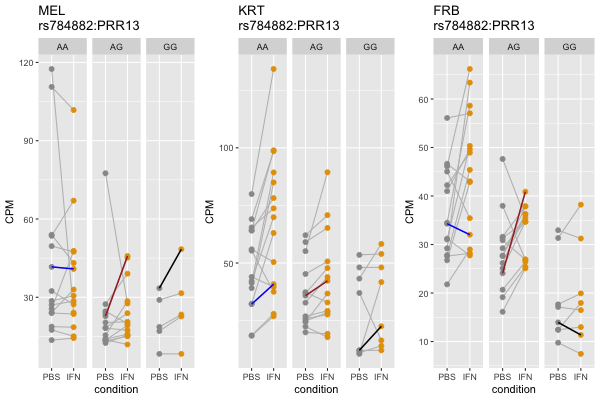 MEL
rs784882:PRR13
AA AG GG
120
90
60
30
CPM
PBS IFN PBS IFN PBS IFN
condition
KRT
rs784882:PRR13
AA AG GG
100
50
CPM
PBS IFN PBS IFN PBS IFN
condition
FRB
rs784882:PRR13
AA AG GG
60
50
40
30
20
10
CPM
PBS IFN PBS IFN PBS IFN
condition